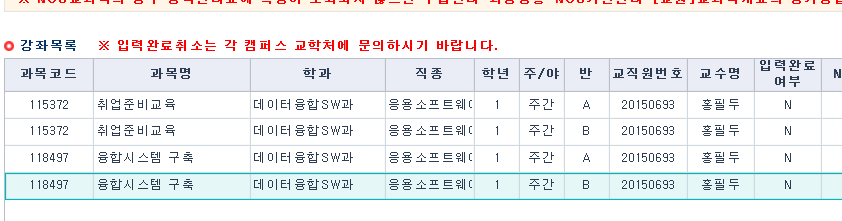 강좌목록 ※ 입력완료취소는 각 캠퍼스 교학처에 문의하시기 바랍니다.
과목코드 과목명 학과 직종 학년 주/야 반 교직원번호 교수명 입력완료 여부 N
115372 취업준비교육 데이터융합SW과 응용소프트웨어 1 주간 A 20150693 홍필두 N
115372 취업준비교육 데이터융합SW과 응용소프트웨어 1 주간 B 20150693 홍필두 N
118497 융합시스템 구축 데이터융합SW과 응용소프트웨어 1 주간 A 20150693 홍필두 N
118497 융합시스템 구축 데이터융합SW과 응용소프트웨어 1 주간 B 20150693 홍필두 N